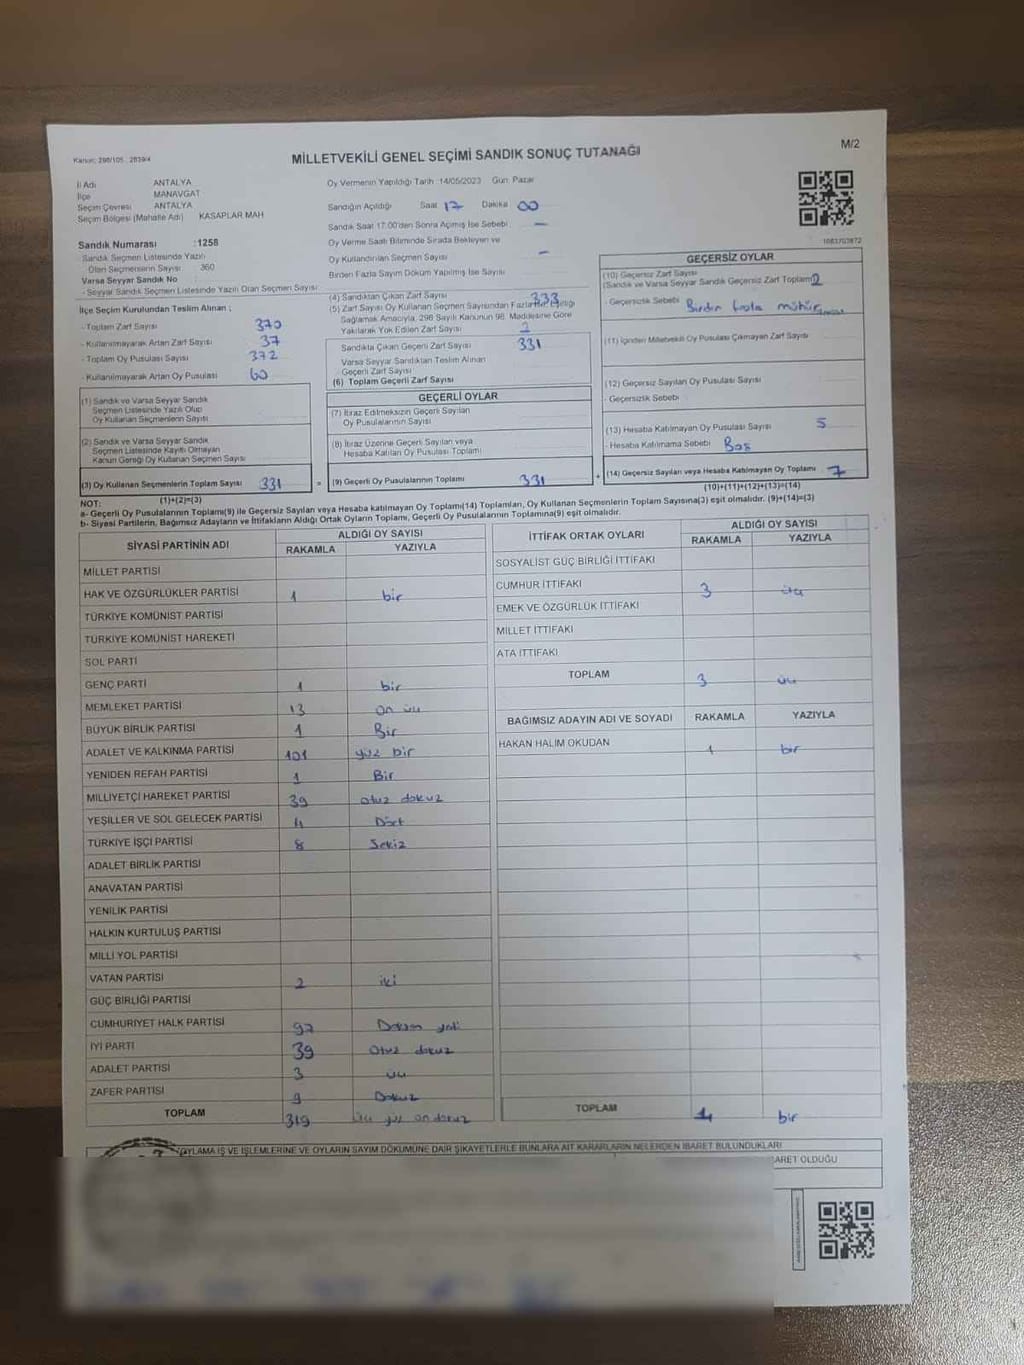 Kanun: 298/105 , 2839/4
MİLLETVEKİLİ GENEL SEÇİMİ SANDIK SONUÇ TUTANAĞI
M/2
İl Adı ANTALYA
İlçe MANAVGAT
Seçim Çevresi ANTALYA
Seçim Bölgesi (Mahalle Adı) KASAPLAR MAH
Oy Vermenin Yapıldığı Tarih :14/05/2023 Gün: Pazar
Sandığın Açıldığı Saat 17 Dakika 00
Sandık Saat 17:00'den Sonra Açılmış İse Sebebi —
Oy Verme Saati Bitiminde Sırada Bekleyen ve
Oy Kullandırılan Seçmen Sayısı —
Birden Fazla Sayım Döküm Yapılmış İse Sayısı
Sandık Numarası :1258
- Sandık Seçmen Listesinde Yazılı
Olan Seçmenlerin Sayısı 360
Varsa Seyyar Sandık No
- Seyyar Sandık Seçmen Listesinde Yazılı Olan Seçmen Sayısı
İlçe Seçim Kurulundan Teslim Alınan ;
- Toplam Zarf Sayısı 370
- Kullanılmayarak Artan Zarf Sayısı 37
- Toplam Oy Pusulası Sayısı 372
- Kullanılmayarak Artan Oy Pusulası 60
(1) Sandık ve Varsa Seyyar Sandık
Seçmen Listesinde Yazılı Olup
Oy Kullanan Seçmenlerin Sayısı
(2) Sandık ve Varsa Seyyar Sandık
Seçmen Listesinde Kayıtlı Olmayan
Kanun Gereği Oy Kullanan Seçmen Sayısı
(3) Oy Kullanan Seçmenlerin Toplam Sayısı 331
(1)+(2)=(3)
(4) Sandıktan Çıkan Zarf Sayısı 333
(5) Zarf Sayısı Oy Kullanan Seçmen Sayısından Fazla İse, Eşitliği
Sağlamak Amacıyla, 298 Sayılı Kanunun 98. Maddesine Göre
Yakılarak Yok Edilen Zarf Sayısı 2
Sandıkta Çıkan Geçerli Zarf Sayısı 331
Varsa Seyyar Sandıktan Teslim Alınan
Geçerli Zarf Sayısı
(6) Toplam Geçerli Zarf Sayısı
GEÇERLİ OYLAR
(7) İtiraz Edilmeksizin Geçerli Sayılan
Oy Pusulalarının Sayısı
(8) İtiraz Üzerine Geçerli Sayılan veya
Hesaba Katılan Oy Pusulası Toplamı
= (9) Geçerli Oy Pusulalarının Toplamı 331 +
1083703872
GEÇERSİZ OYLAR
(10) Geçersiz Zarf Sayısı
(Sandık ve Varsa Seyyar Sandık Geçersiz Zarf Toplamı) 2
- Geçersizlik Sebebi Birden fazla mühür
(11) İçinden Milletvekili Oy Pusulası Çıkmayan Zarf Sayısı
(12) Geçersiz Sayılan Oy Pusulası Sayısı
- Geçersizlik Sebebi
(13) Hesaba Katılmayan Oy Pusulası Sayısı 5
- Hesaba Katılmama Sebebi Boş
(14) Geçersiz Sayılan veya Hesaba Katılmayan Oy Toplamı 7
(10)+(11)+(12)+(13)=(14)
NOT:
a- Geçerli Oy Pusulalarının Toplamı(9) ile Geçersiz Sayılan veya Hesaba katılmayan Oy Toplamı(14) Toplamları, Oy Kullanan Seçmenlerin Toplam Sayısına(3) eşit olmalıdır. (9)+(14)=(3)
b- Siyasi Partilerin, Bağımsız Adayların ve İttifakların Aldığı Ortak Oyların Toplamı, Geçerli Oy Pusulalarının Toplamına(9) eşit olmalıdır.
SİYASİ PARTİNİN ADI ALDIĞI OY SAYISI
RAKAMLA YAZIYLA
MİLLET PARTİSİ
HAK VE ÖZGÜRLÜKLER PARTİSİ 1 bir
TÜRKİYE KOMÜNİST PARTİSİ
TÜRKİYE KOMÜNİST HAREKETİ
SOL PARTİ
GENÇ PARTİ 1 bir
MEMLEKET PARTİSİ 13 on üç
BÜYÜK BİRLİK PARTİSİ 1 Bir
ADALET VE KALKINMA PARTİSİ 101 yüz bir
YENİDEN REFAH PARTİSİ 1 Bir
MİLLİYETÇİ HAREKET PARTİSİ 39 otuz dokuz
YEŞİLLER VE SOL GELECEK PARTİSİ 4 Dört
TÜRKİYE İŞÇİ PARTİSİ 8 Sekiz
ADALET BİRLİK PARTİSİ
ANAVATAN PARTİSİ
YENİLİK PARTİSİ
HALKIN KURTULUŞ PARTİSİ
MİLLİ YOL PARTİSİ
VATAN PARTİSİ 2 iki
GÜÇ BİRLİĞİ PARTİSİ
CUMHURİYET HALK PARTİSİ 97 Doksan yedi
İYİ PARTİ 39 otuz dokuz
ADALET PARTİSİ 3 üç
ZAFER PARTİSİ 9 Dokuz
TOPLAM 319 üç yüz on dokuz
İTTİFAK ORTAK OYLARI ALDIĞI OY SAYISI
RAKAMLA YAZIYLA
SOSYALİST GÜÇ BİRLİĞİ İTTİFAKI
CUMHUR İTTİFAKI 3 üç
EMEK VE ÖZGÜRLÜK İTTİFAKI
MİLLET İTTİFAKI
ATA İTTİFAKI
TOPLAM 3 üç
BAĞIMSIZ ADAYIN ADI VE SOYADI RAKAMLA YAZIYLA
HAKAN HALİM OKUDAN 1 bir
TOPLAM 1 bir
OYLAMA İŞ VE İŞLEMLERİNE VE OYLARIN SAYIM DÖKÜMÜNE DAİR ŞİKAYETLERLE BUNLARA AİT KARARLARIN NELERDEN İBARET BULUNDUKLARI
BARET OLDUĞU